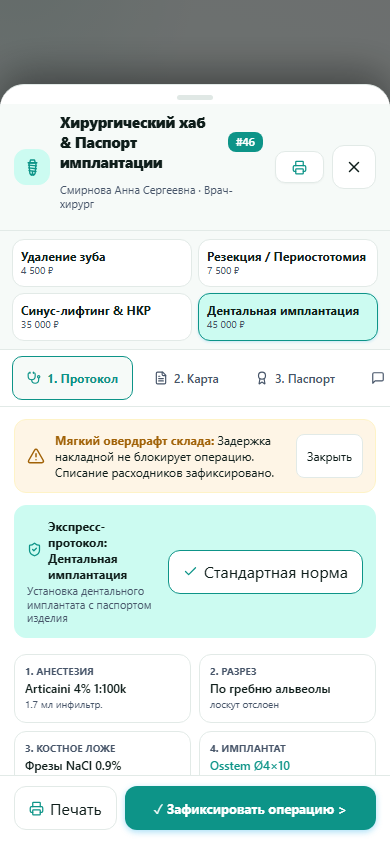 Хирургический хаб
& Паспорт
имплантации
#46
Смирнова Анна Сергеевна · Врач-
хирург
Удаление зуба
4 500 ₽
Резекция / Периостотомия
7 500 ₽
Синус-лифтинг & НКР
35 000 ₽
Дентальная имплантация
45 000 ₽
1. Протокол
2. Карта
3. Паспорт
Мягкий овердрафт склада: Задержка
накладной не блокирует операцию.
Списание расходников зафиксировано.
Закрыть
Экспресс-
протокол:
Дентальная
имплантация
Установка дентального
имплантата с паспортом
изделия
✓ Стандартная норма
1. АНЕСТЕЗИЯ
Articaini 4% 1:100k
1.7 мл инфильтр.
2. РАЗРЕЗ
По гребню альвеолы
лоскут отслоен
3. КОСТНОЕ ЛОЖЕ
Фрезы NaCl 0.9%
4. ИМПЛАНТАТ
Osstem Ø4×10
Печать
✓ Зафиксировать операцию >